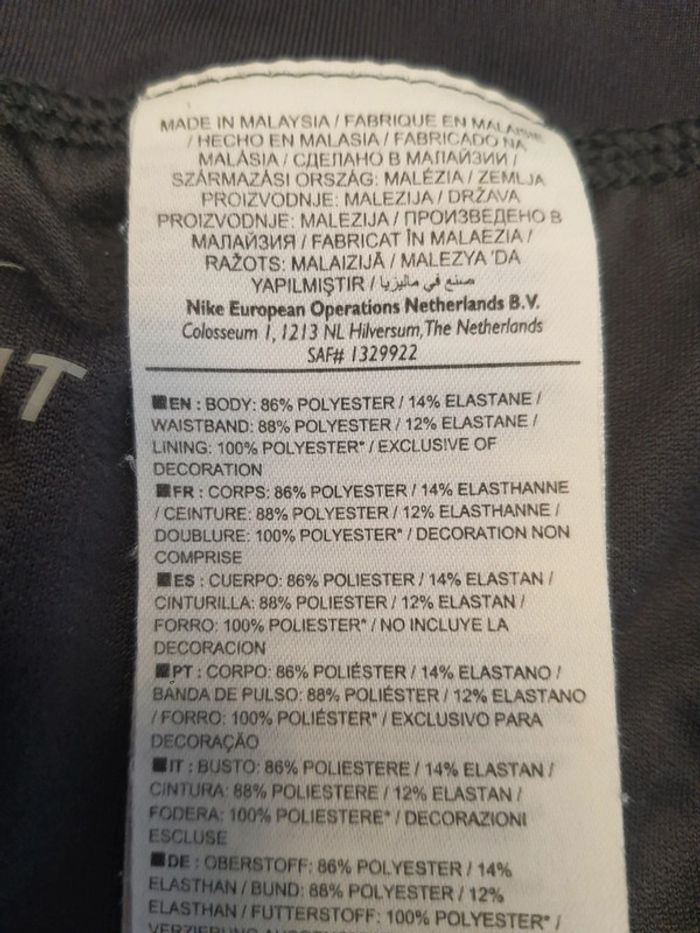 MADE IN MALAYSIA / FABRIQUE EN MALAISIE
/ HECHO EN MALASIA / FABRICADO NA
MALÁSIA / СДЕЛАНО В МАЛАЙЗИИ /
SZÁRMAZÁSI ORSZÁG: MALÉZIA / ZEMLJA
PROIZVODNJE: MALEZIJA / DRŽAVA
PROIZVODNJE: MALEZIJA / ПРОИЗВЕДЕНО В
МАЛАЙЗИЯ / FABRICAT ÎN MALAEZIA /
RAŽOTS: MALAIZIJĀ / MALEZYA 'DA
YAPILMIŞTIR / صنع في ماليزيا
Nike European Operations Netherlands B.V.
Colosseum 1, 1213 NL Hilversum, The Netherlands
SAF# 1329922
EN : BODY: 86% POLYESTER / 14% ELASTANE /
WAISTBAND: 88% POLYESTER / 12% ELASTANE /
LINING: 100% POLYESTER* / EXCLUSIVE OF
DECORATION
FR : CORPS: 86% POLYESTER / 14% ELASTHANNE
/ CEINTURE: 88% POLYESTER / 12% ELASTHANNE /
DOUBLURE: 100% POLYESTER* / DECORATION NON
COMPRISE
ES : CUERPO: 86% POLIESTER / 14% ELASTAN /
CINTURILLA: 88% POLIESTER / 12% ELASTAN /
FORRO: 100% POLIESTER* / NO INCLUYE LA
DECORACION
PT : CORPO: 86% POLIÉSTER / 14% ELASTANO /
BANDA DE PULSO: 88% POLIÉSTER / 12% ELASTANO
/ FORRO: 100% POLIÉSTER* / EXCLUSIVO PARA
DECORAÇÃO
IT : BUSTO: 86% POLIESTERE / 14% ELASTAN /
CINTURA: 88% POLIESTERE / 12% ELASTAN /
FODERA: 100% POLIESTERE* / DECORAZIONI
ESCLUSE
DE : OBERSTOFF: 86% POLYESTER / 14%
ELASTHAN / BUND: 88% POLYESTER / 12%
ELASTHAN / FUTTERSTOFF: 100% POLYESTER* /
IT